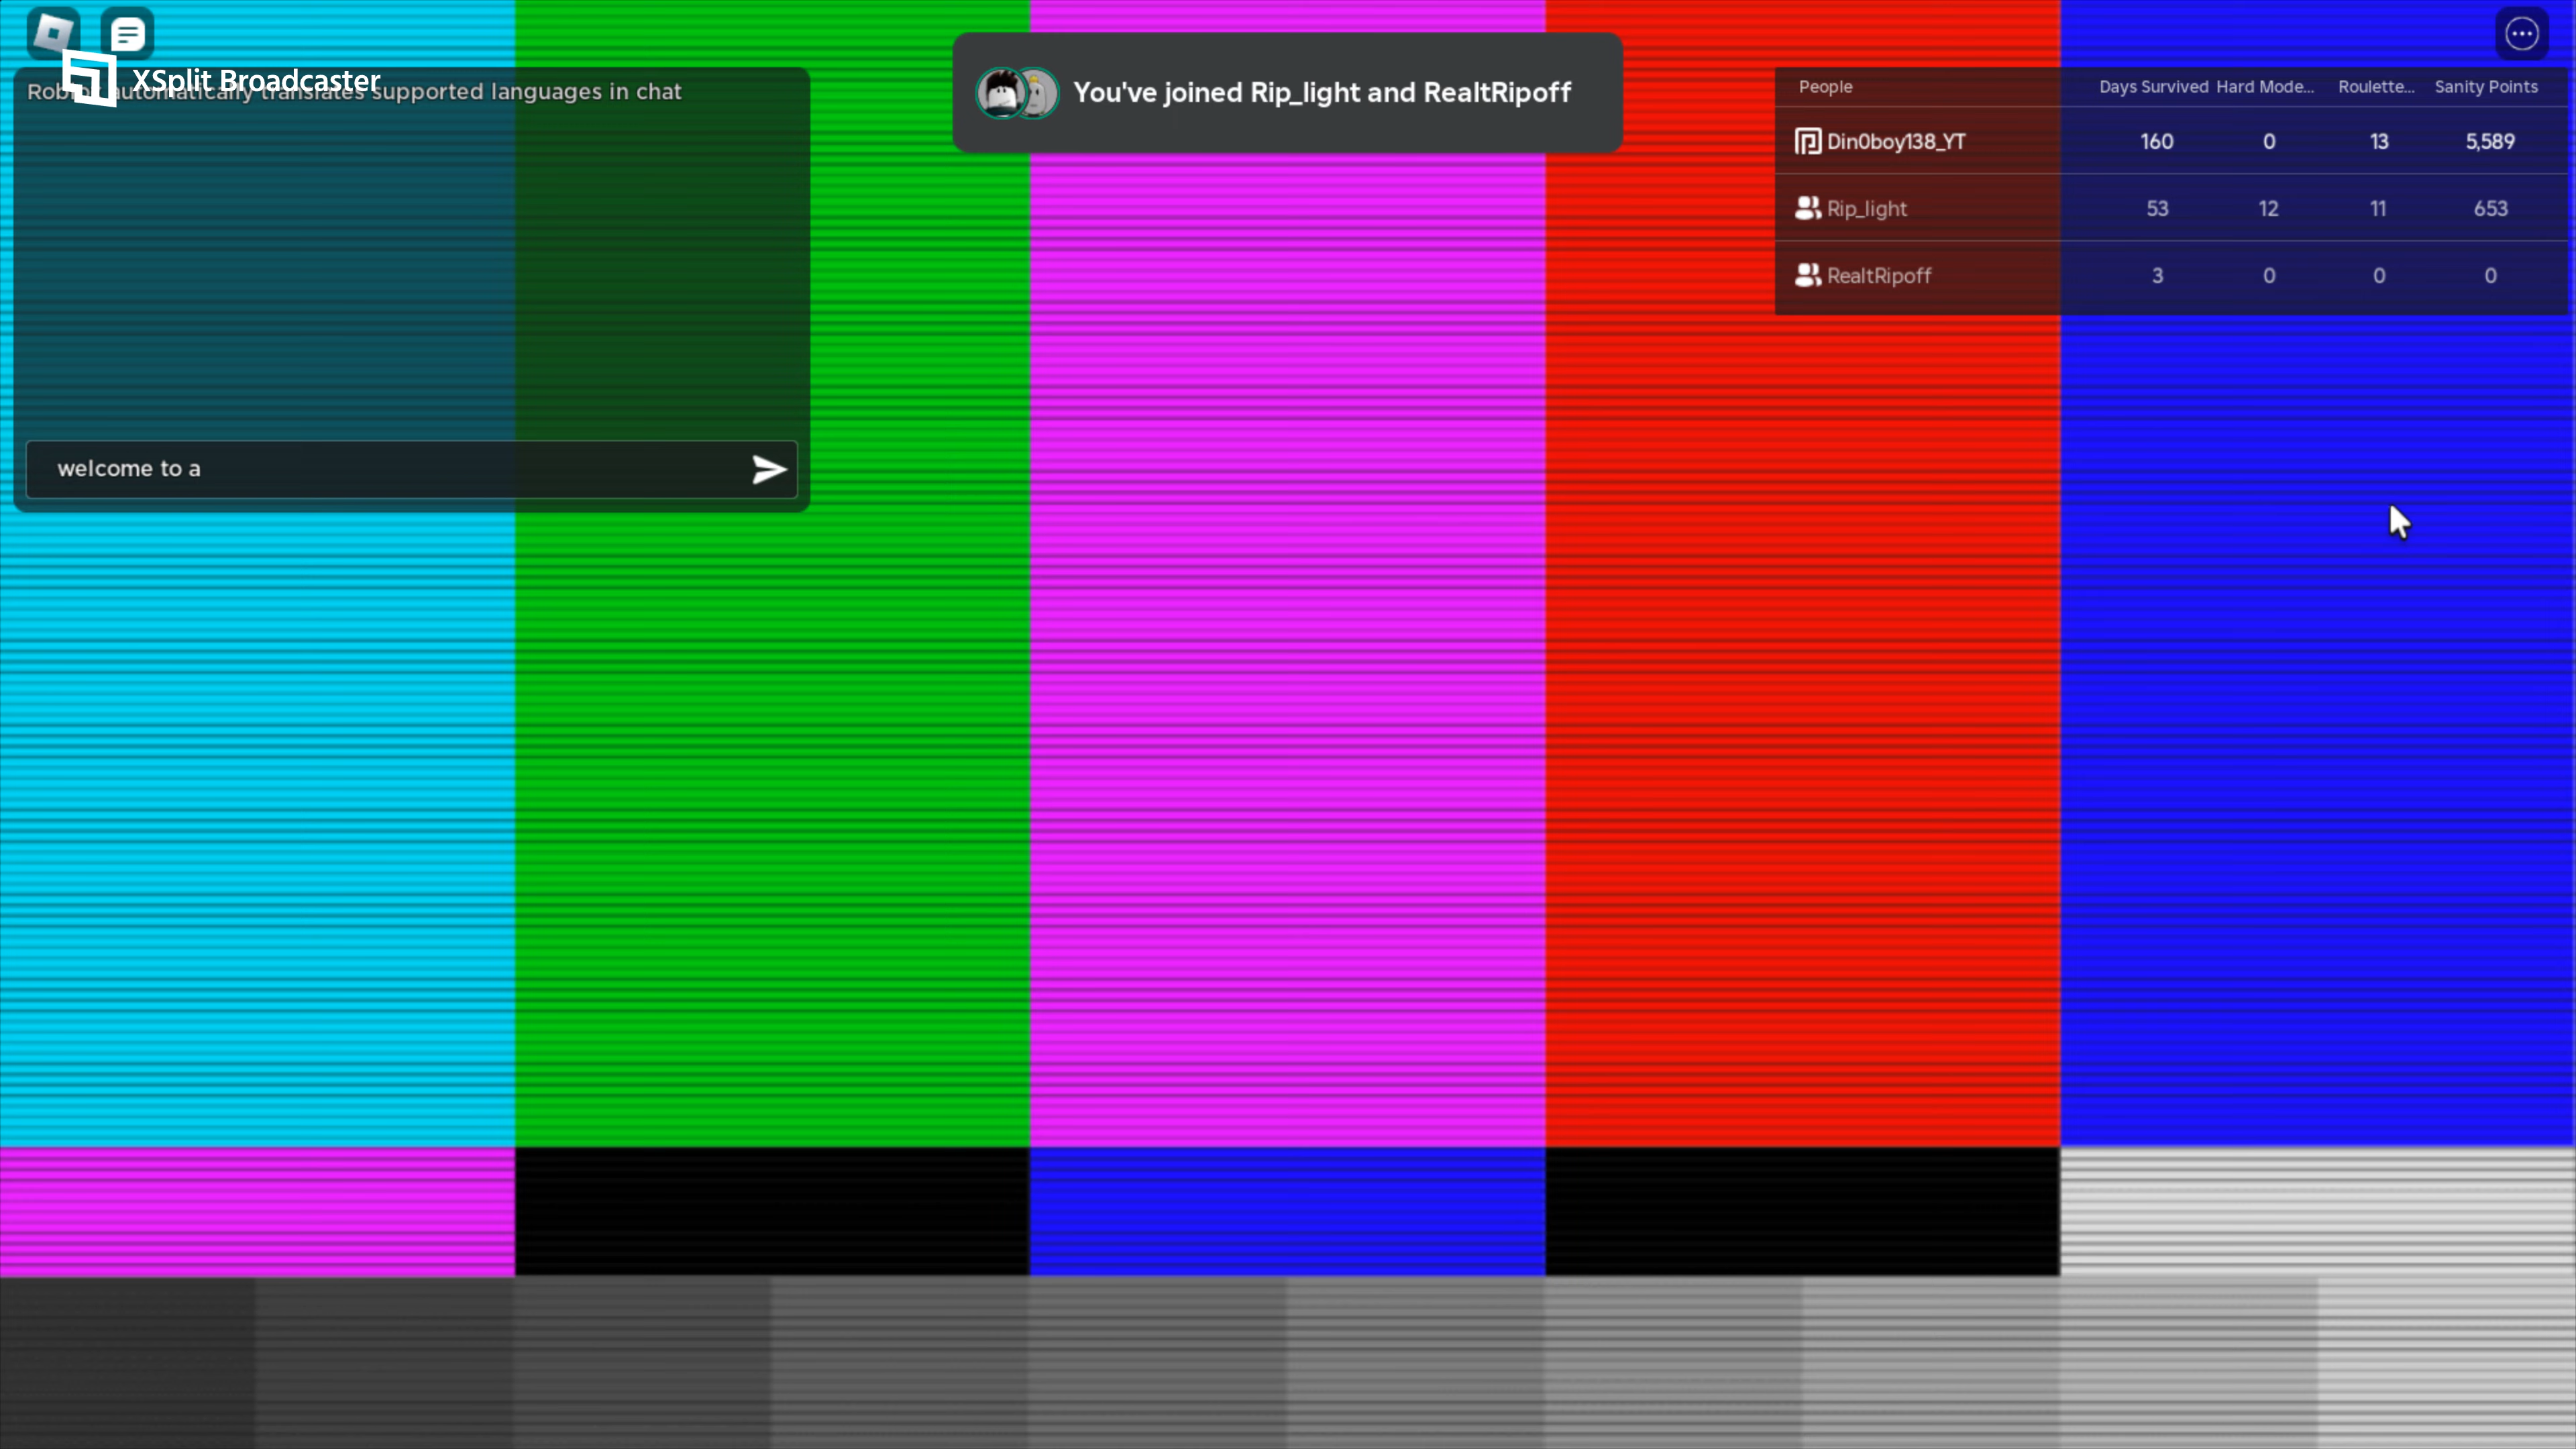 XSplit Broadcaster
Roblox automatically translates supported languages in chat
welcome to a
You've joined Rip_light and RealtRipoff
People Days Survived Hard Mode... Roulette... Sanity Points
Din0boy138_YT 160 0 13 5,589
Rip_light 53 12 11 653
RealtRipoff 3 0 0 0